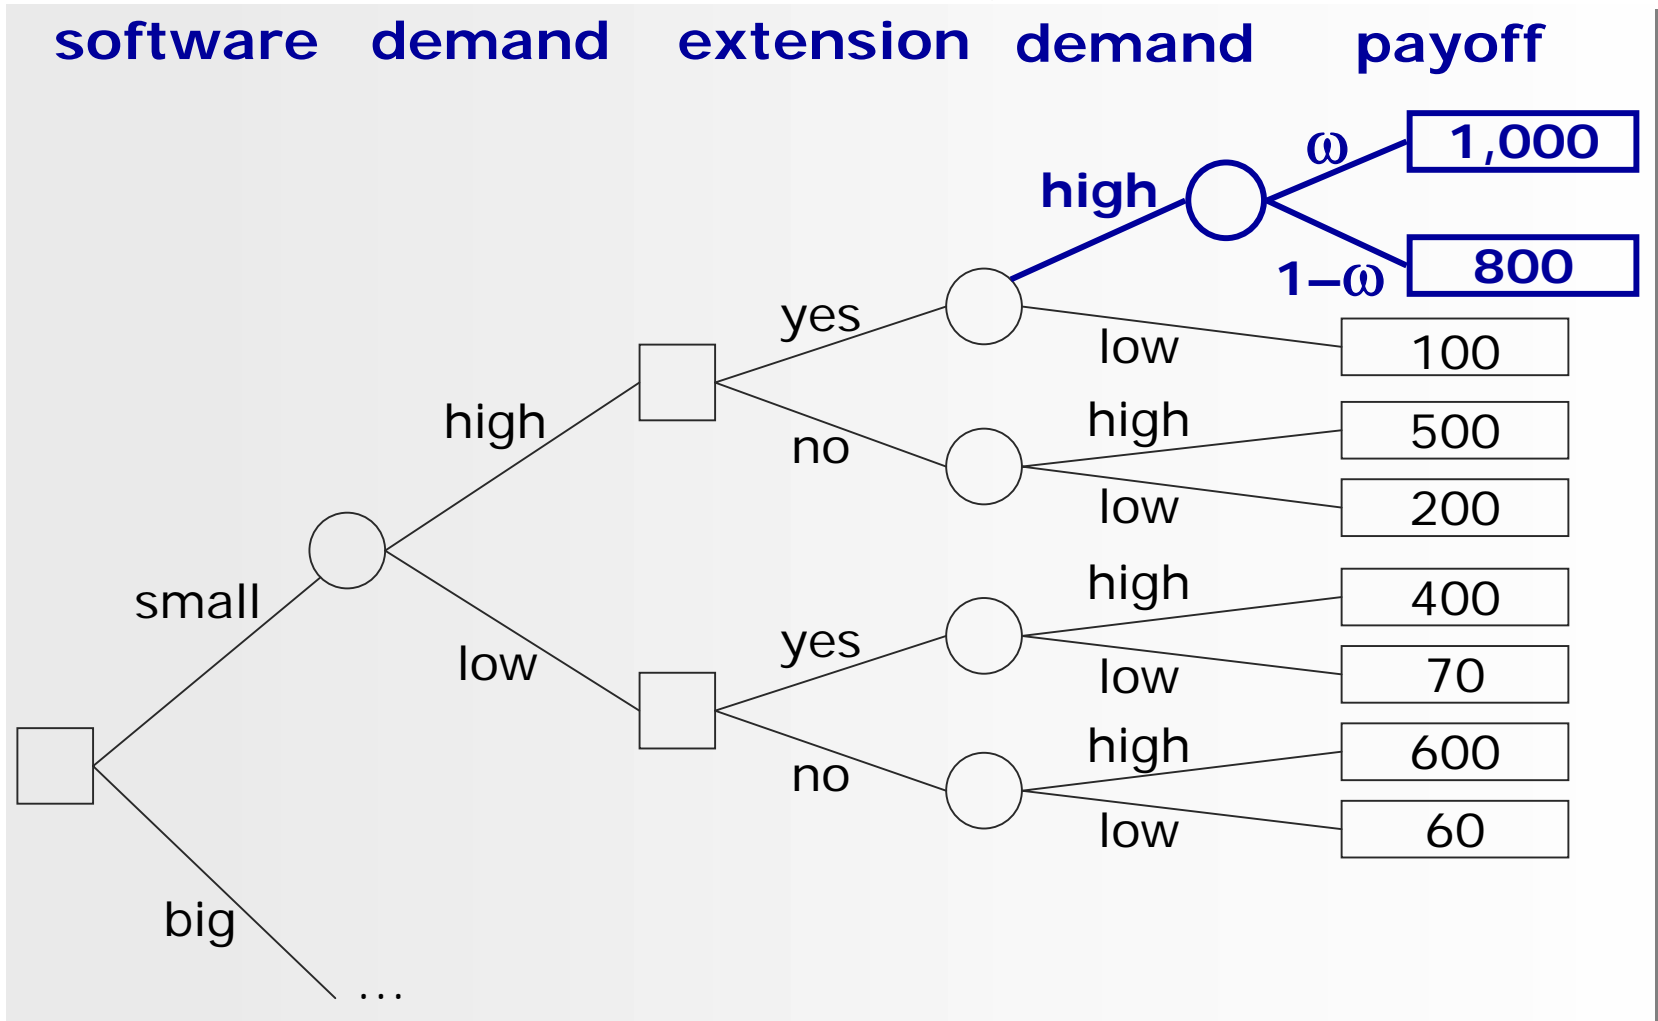 software demand extension demand payoff
ω 1,000
high
1–ω 800
yes
low 100
high 500
high
no
low 200
high 400
small
yes
low
low 70
high 600
no
low 60
big
...